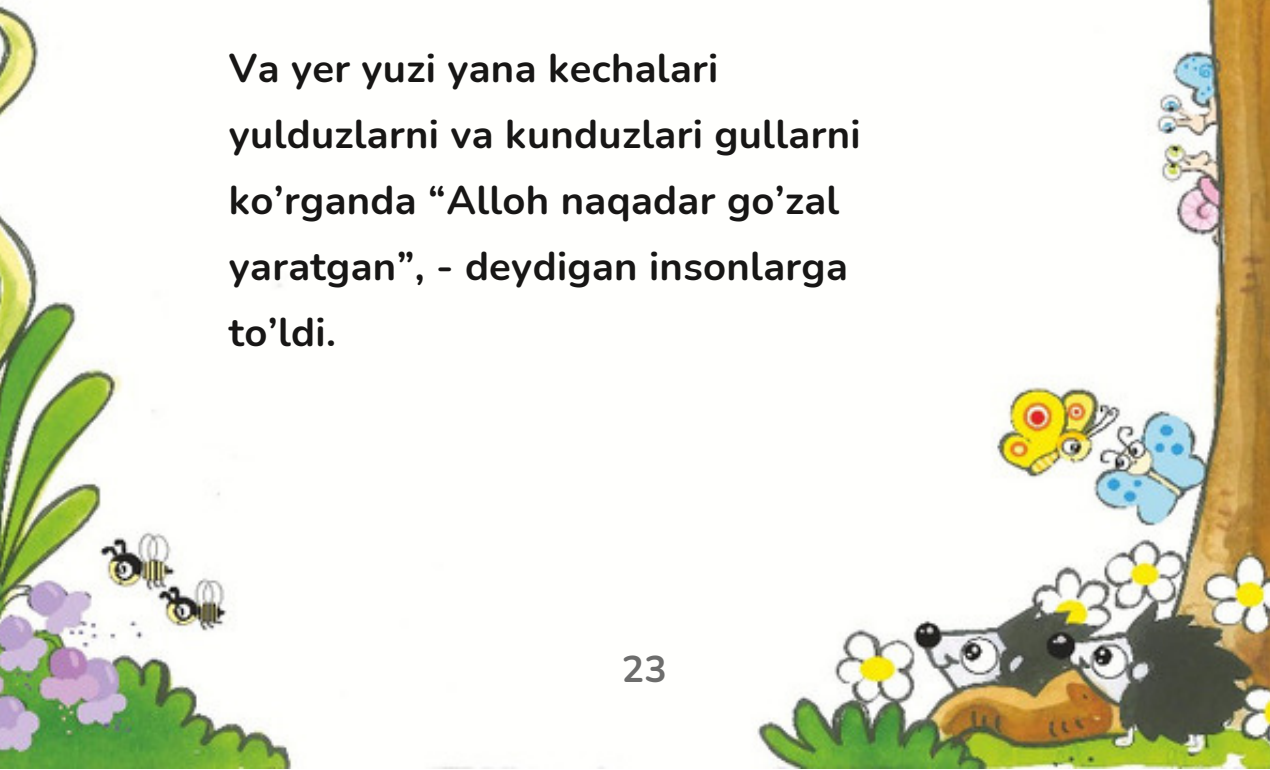 Va yer yuzi yana kechalari
yulduzlarni va kunduzlari gullarni
ko’rganda “Alloh naqadar go’zal
yaratgan”, - deydigan insonlarga
to’ldi.
23